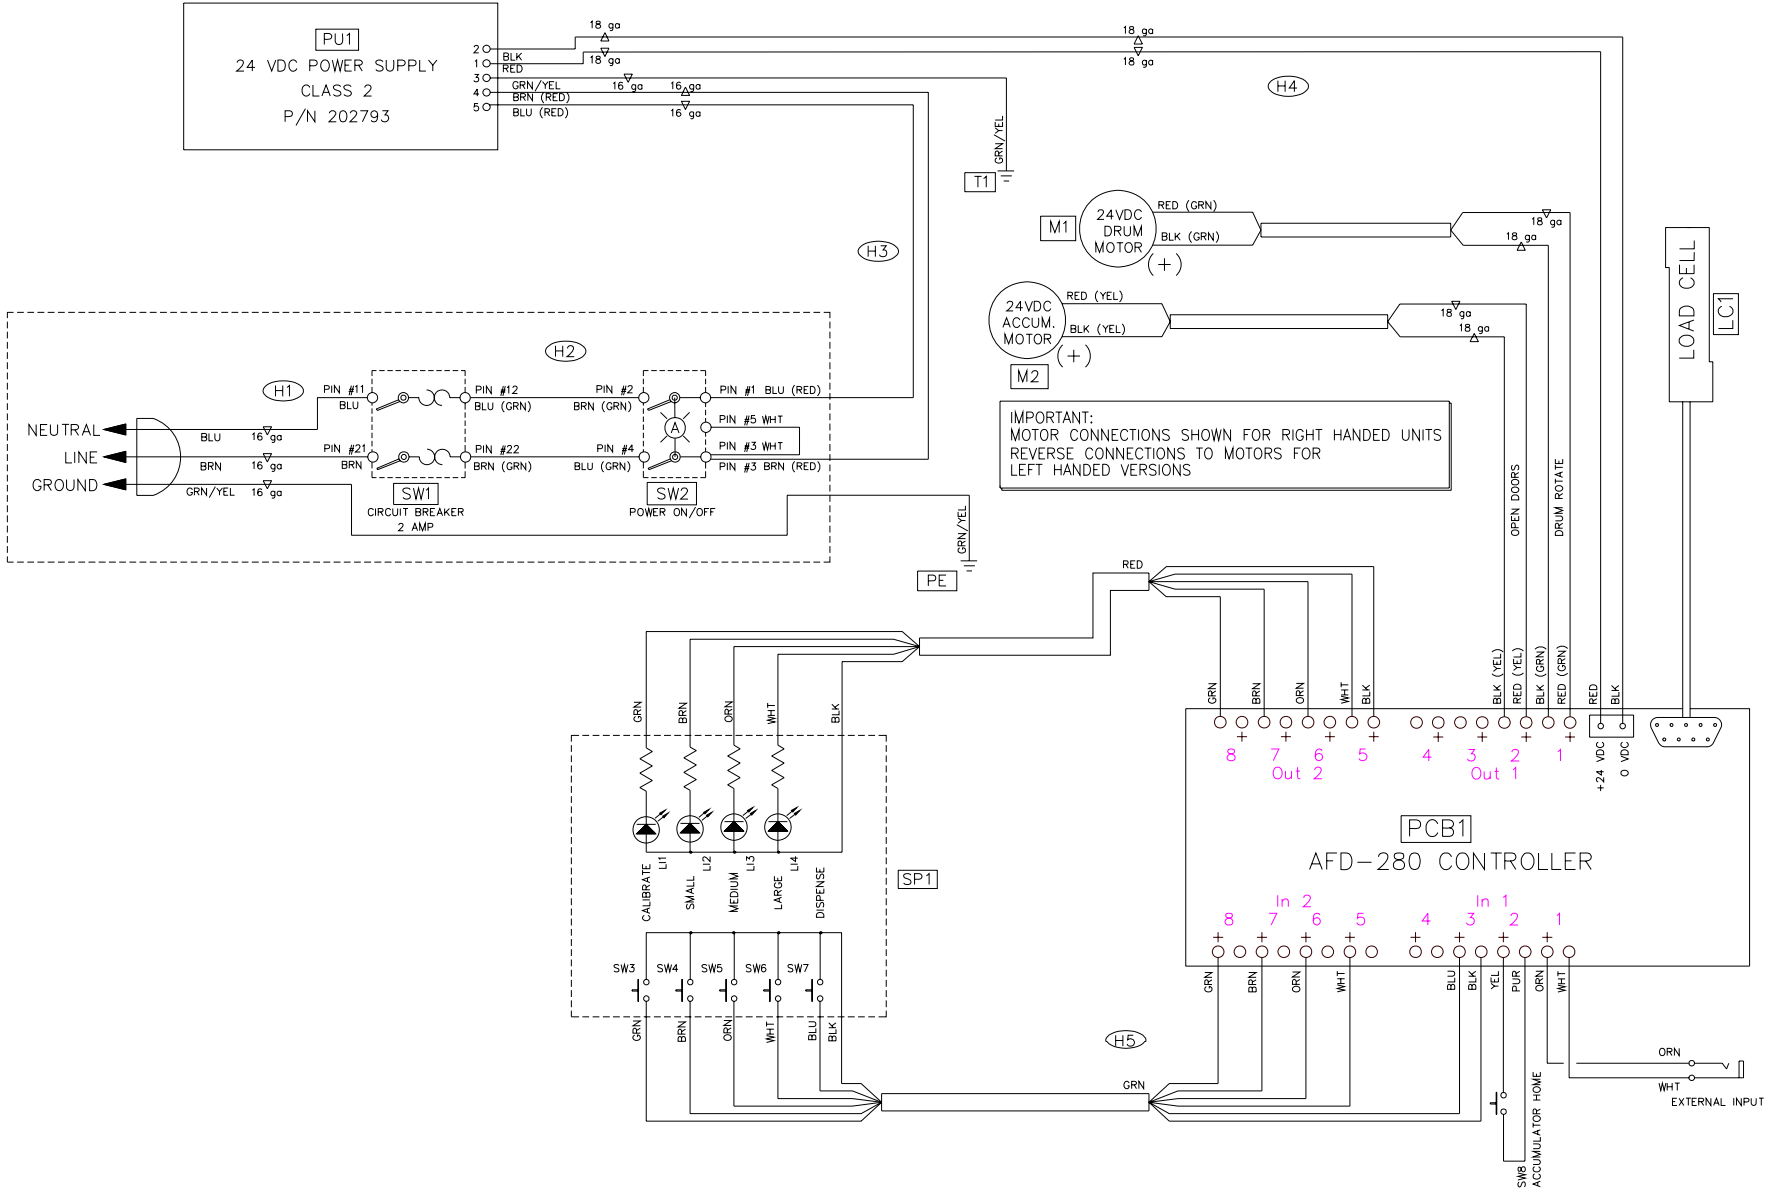 PU1
24 VDC POWER SUPPLY
CLASS 2
P/N 202793
2
1
3
4
5
BLK
RED
GRN/YEL
BRN (RED)
BLU (RED)
18 ga
18 ga
16 ga
16 ga
16 ga
18 ga
18 ga
H4
GRN/YEL
T1
H3
M1
24VDC
DRUM
MOTOR
RED (GRN)
BLK (GRN)
(+)
18 ga
18 ga
24VDC
ACCUM.
MOTOR
RED (YEL)
BLK (YEL)
(+)
M2
18 ga
18 ga
LOAD CELL
LC1
IMPORTANT:
MOTOR CONNECTIONS SHOWN FOR RIGHT HANDED UNITS
REVERSE CONNECTIONS TO MOTORS FOR
LEFT HANDED VERSIONS
H1
H2
NEUTRAL
LINE
GROUND
BLU
BRN
GRN/YEL
16 ga
16 ga
16 ga
PIN #11
BLU
PIN #21
BRN
PIN #12
BLU (GRN)
PIN #22
BRN (GRN)
SW1
CIRCUIT BREAKER
2 AMP
PIN #2
BRN (GRN)
PIN #4
BLU (GRN)
A
PIN #1 BLU (RED)
PIN #5 WHT
PIN #3 WHT
PIN #3 BRN (RED)
SW2
POWER ON/OFF
GRN/YEL
PE
OPEN DOORS
DRUM ROTATE
RED
GRN
BRN
ORN
WHT
BLK
BLK (YEL)
RED (YEL)
BLK (GRN)
RED (GRN)
RED
BLK
+ + + + + + + +
8 7 6 5 4 3 2 1
Out 2
Out 1
+24 VDC
0 VDC
PCB1
AFD-280 CONTROLLER
In 2
In 1
8 7 6 5 4 3 2 1
+ + + + + + + +
GRN
BRN
ORN
WHT
BLU
BLK
YEL
PUR
ORN
WHT
GRN
BRN
ORN
WHT
BLK
LI1
LI2
LI3
LI4
CALIBRATE
SMALL
MEDIUM
LARGE
DISPENSE
SP1
SW3
SW4
SW5
SW6
SW7
GRN
BRN
ORN
WHT
BLU
BLK
H5
GRN
ORN
WHT
EXTERNAL INPUT
SW8
ACCUMULATOR HOME